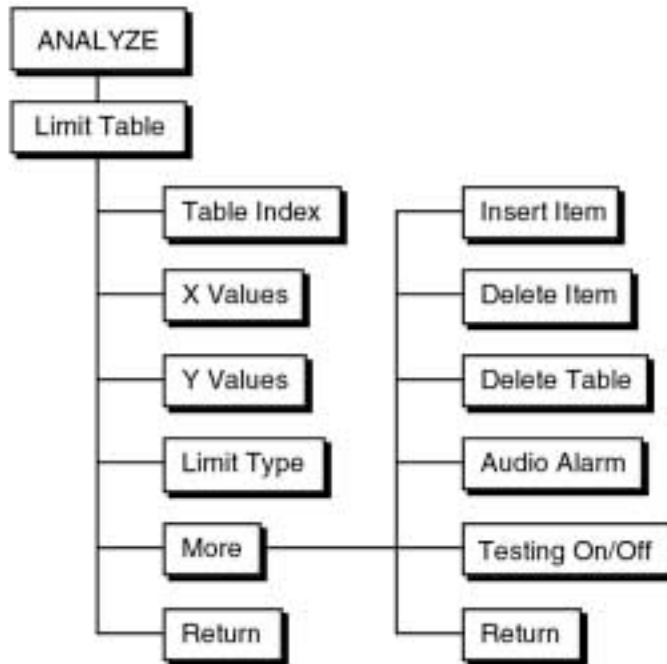 ANALYZE
Limit Table
Table Index
X Values
Y Values
Limit Type
More
Return
Insert Item
Delete Item
Delete Table
Audio Alarm
Testing On/Off
Return